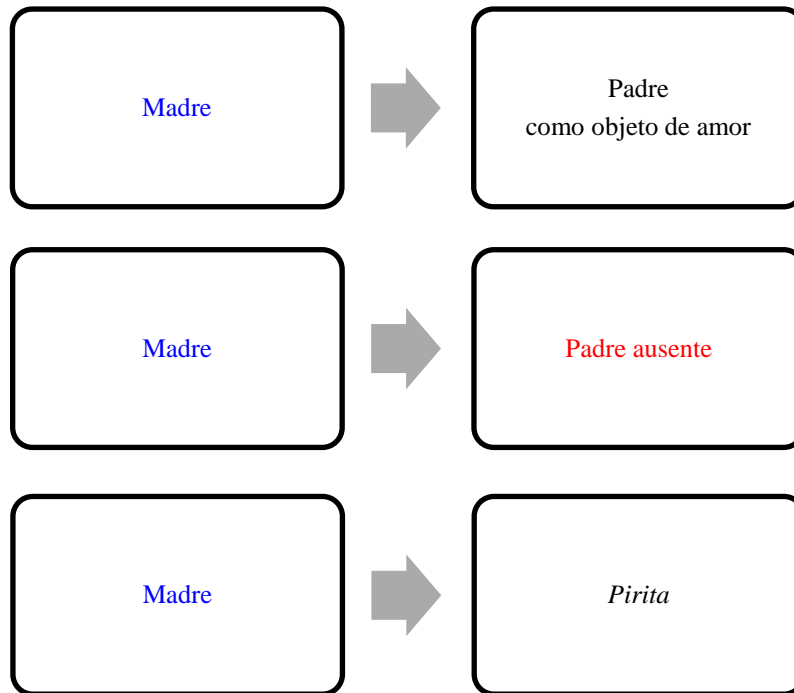 Madre
Padre
como objeto de amor
Madre
Padre ausente
Madre
Pirita